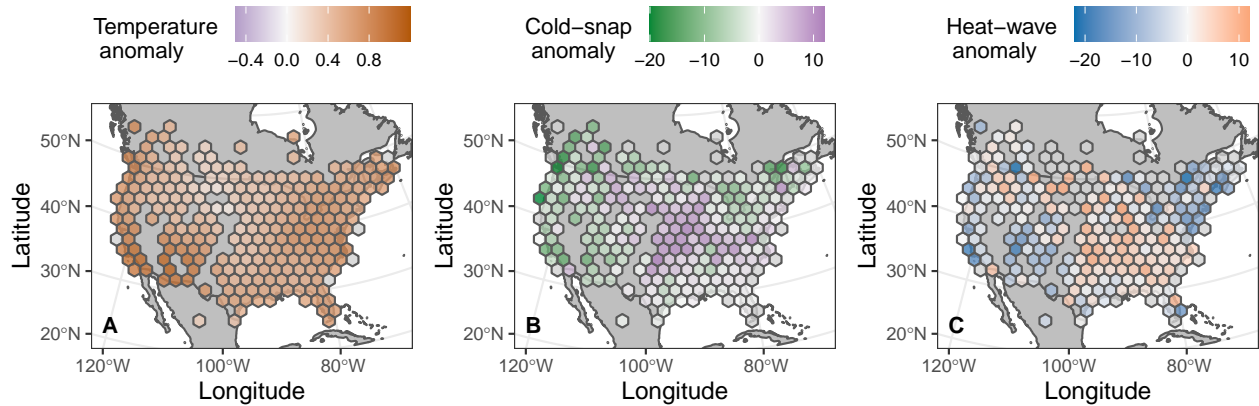 Temperature
anomaly
−0.4 0.0 0.4 0.8
Cold−snap
anomaly
−20 −10 0 10
Heat−wave
anomaly
−20 −10 0 10
Latitude
50°N
40°N
30°N
20°N
A
120°W 100°W 80°W
Longitude
Latitude
50°N
40°N
30°N
20°N
B
120°W 100°W 80°W
Longitude
Latitude
50°N
40°N
30°N
20°N
C
120°W 100°W 80°W
Longitude